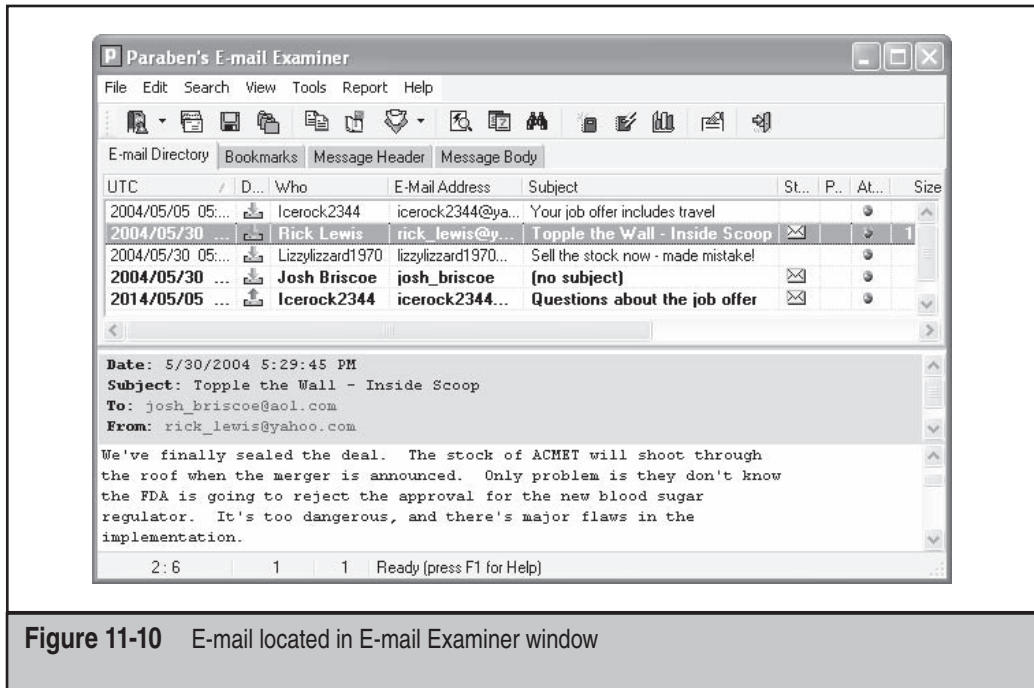 Paraben's E-mail Examiner
File Edit Search View Tools Report Help
E-mail Directory Bookmarks Message Header Message Body
UTC D... Who E-Mail Address Subject St... P.. At... Size
2004/05/05 05:... Icerock2344 icerock2344@ya... Your job offer includes travel
2004/05/30 ... Rick Lewis rick_lewis@y... Topple the Wall - Inside Scoop 1
2004/05/30 05:... Lizzylizzard1970 lizzylizzard1970... Sell the stock now - made mistake!
2004/05/30 ... Josh Briscoe josh_briscoe (no subject)
2014/05/05 ... Icerock2344 icerock2344... Questions about the job offer
Date: 5/30/2004 5:29:45 PM
Subject: Topple the Wall - Inside Scoop
To: josh_briscoe@aol.com
From: rick_lewis@yahoo.com
We've finally sealed the deal. The stock of ACMET will shoot through
the roof when the merger is announced. Only problem is they don't know
the FDA is going to reject the approval for the new blood sugar
regulator. It's too dangerous, and there's major flaws in the
implementation.
2 : 6 1 1 Ready (press F1 for Help)
Figure 11-10 E-mail located in E-mail Examiner window